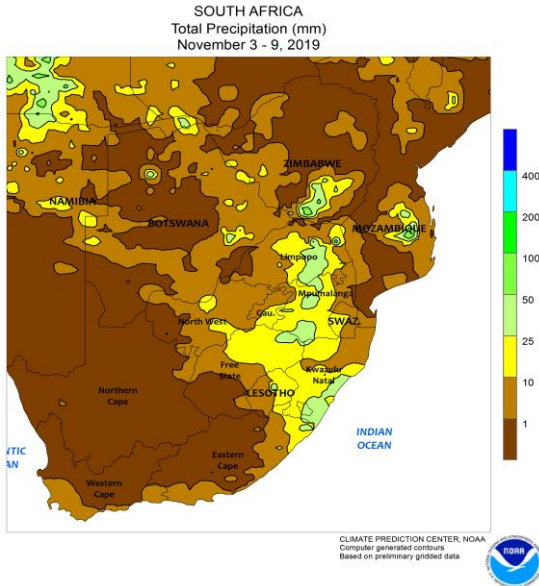 SOUTH AFRICA
Total Precipitation (mm)
November 3 - 9, 2019
ZIMBABWE
NAMIBIA
BOTSWANA
MOZAMBIQUE
Limpopo
Mpumalanga
Gau.
SWAZ.
North West
Free
State
Kwazulu
Natal
LESOTHO
Northern
Cape
Eastern
Cape
Western
Cape
NTIC
AN
INDIAN
OCEAN
400
200
100
50
25
10
1
CLIMATE PREDICTION CENTER, NOAA
Computer generated contours
Based on preliminary gridded data
NOAA